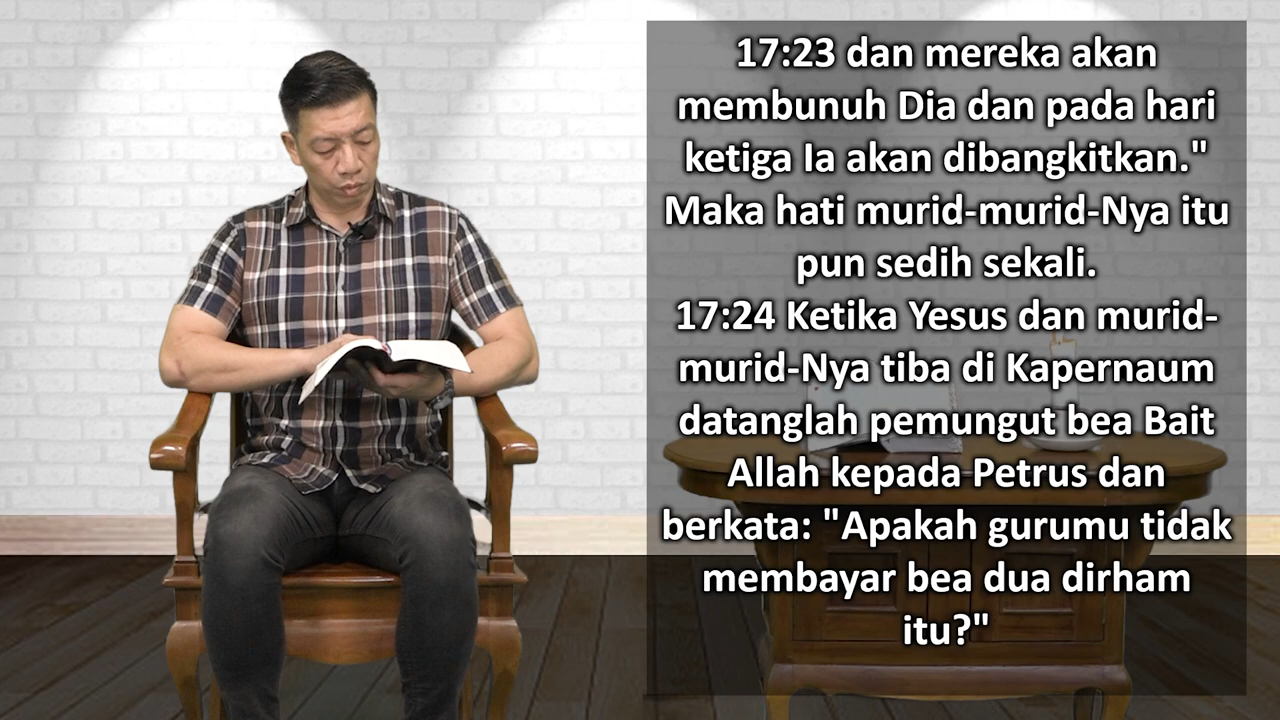 17:23 dan mereka akan
membunuh Dia dan pada hari
ketiga Ia akan dibangkitkan."
Maka hati murid-murid-Nya itu
pun sedih sekali.
17:24 Ketika Yesus dan murid-
murid-Nya tiba di Kapernaum
datanglah pemungut bea Bait
Allah kepada Petrus dan
berkata: "Apakah gurumu tidak
membayar bea dua dirham
itu?"